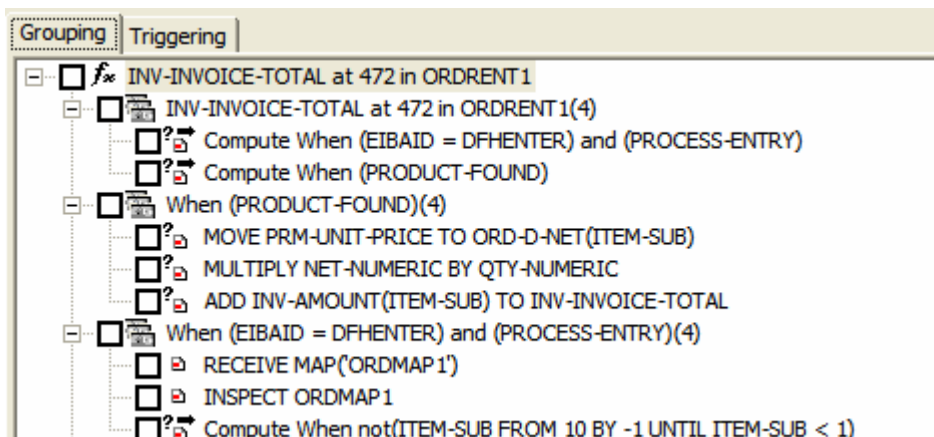 Grouping Triggering
fx INV-INVOICE-TOTAL at 472 in ORDRENT1
INV-INVOICE-TOTAL at 472 in ORDRENT1(4)
Compute When (EIBAID = DFHENTER) and (PROCESS-ENTRY)
Compute When (PRODUCT-FOUND)
When (PRODUCT-FOUND)(4)
MOVE PRM-UNIT-PRICE TO ORD-D-NET(ITEM-SUB)
MULTIPLY NET-NUMERIC BY QTY-NUMERIC
ADD INV-AMOUNT(ITEM-SUB) TO INV-INVOICE-TOTAL
When (EIBAID = DFHENTER) and (PROCESS-ENTRY)(4)
RECEIVE MAP('ORDMAP1')
INSPECT ORDMAP1
Compute When not(ITEM-SUB FROM 10 BY -1 UNTIL ITEM-SUB < 1)